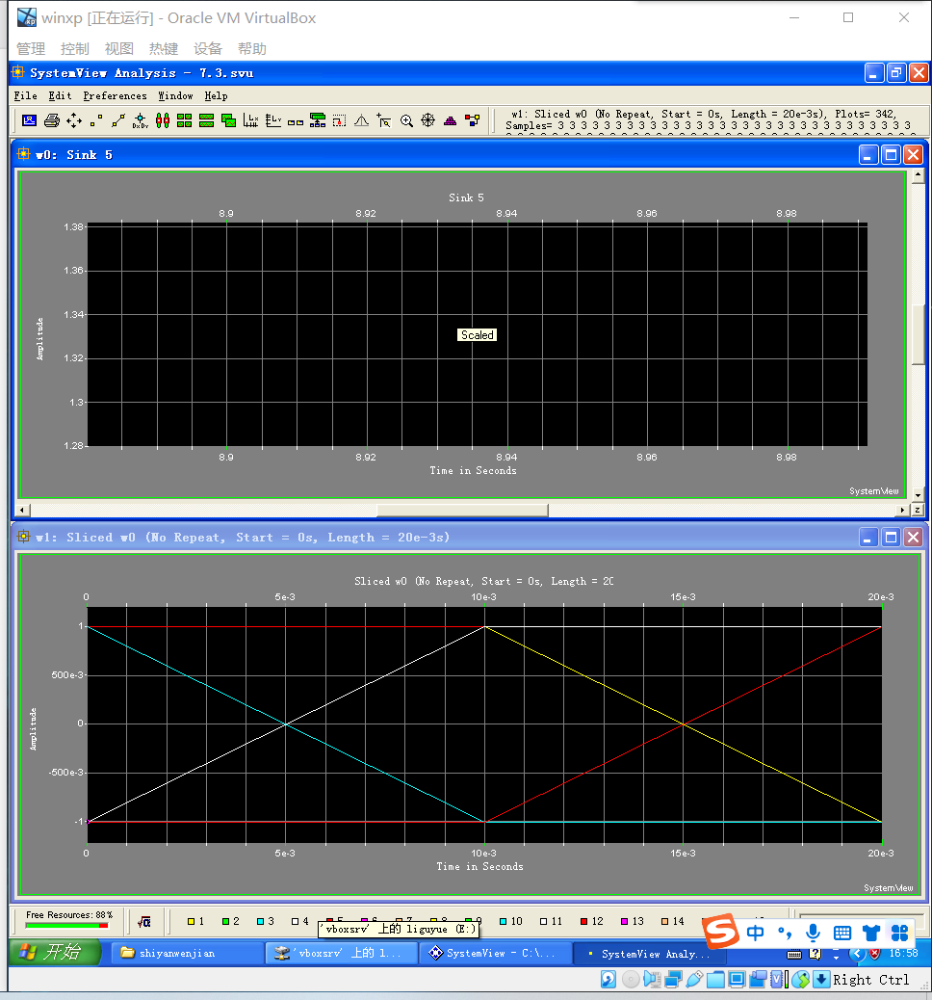 winxp [正在运行] - Oracle VM VirtualBox
管理 控制 视图 热键 设备 帮助
SystemView Analysis - 7.3.svu
File Edit Preferences Window Help
w1: Sliced w0 (No Repeat, Start = 0s, Length = 20e-3s), Plots= 342,
Samples= 3 3 3 3 3 3 3 3 3 3 3 3 3 3 3 3 3 3 3 3 3 3 3 3 3 3 3 3 3 3 3
w0: Sink 5
Sink 5
8.9 8.92 8.94 8.96 8.98
1.38
1.36
1.34
Scaled
1.32
1.3
1.28
Amplitude
8.9 8.92 8.94 8.96 8.98
Time in Seconds
SystemView
z
w1: Sliced w0 (No Repeat, Start = 0s, Length = 20e-3s)
Sliced w0 (No Repeat, Start = 0s, Length = 20
0 5e-3 10e-3 15e-3 20e-3
1
500e-3
0
-500e-3
-1
Amplitude
0 5e-3 10e-3 15e-3 20e-3
Time in Seconds
SystemView
Free Resources: 88%
√α
1 2 3 4 10 11 12 13 14
'vboxsrv' 上的 liguyue (E:)
S 中
开始 shiyanwenjian 'vboxsrv' 上的 l... SystemView - C:\... SystemView Analy... 16:58
Right Ctrl